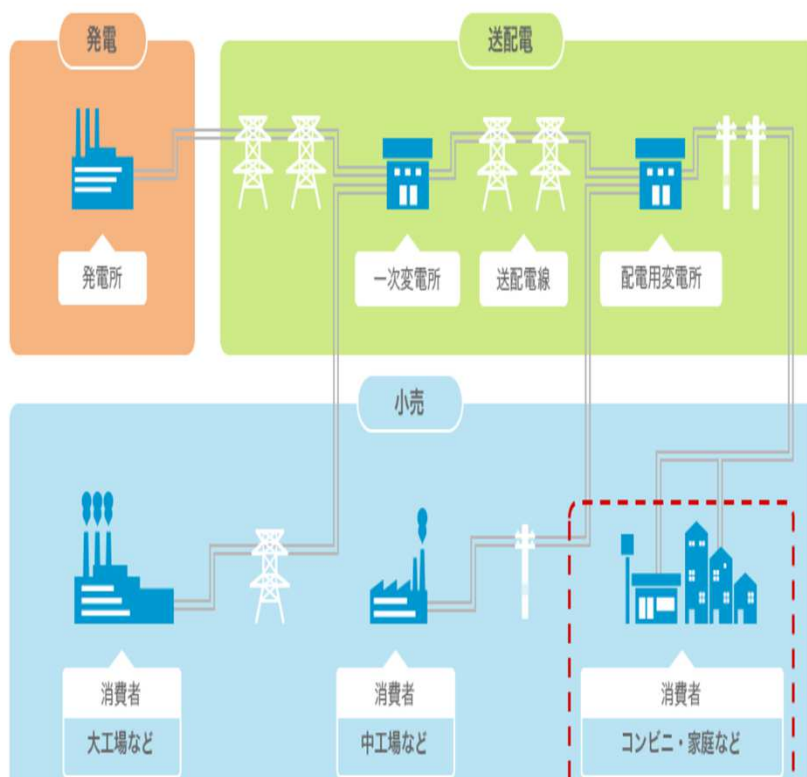 発電
送配電
発電所
一次変電所
送配電線
配電用変電所
小売
消費者
大工場など
消費者
中工場など
消費者
コンビニ・家庭など